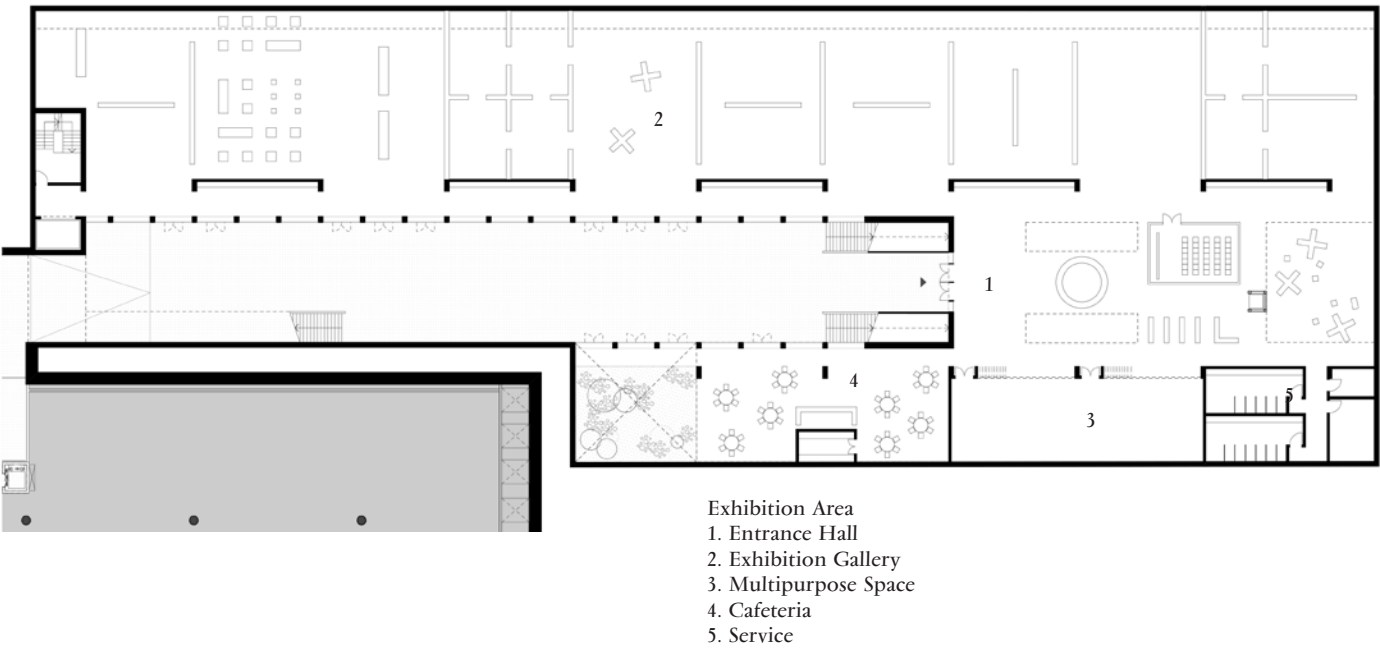 2
1
4
3
5
Exhibition Area
1. Entrance Hall
2. Exhibition Gallery
3. Multipurpose Space
4. Cafeteria
5. Service